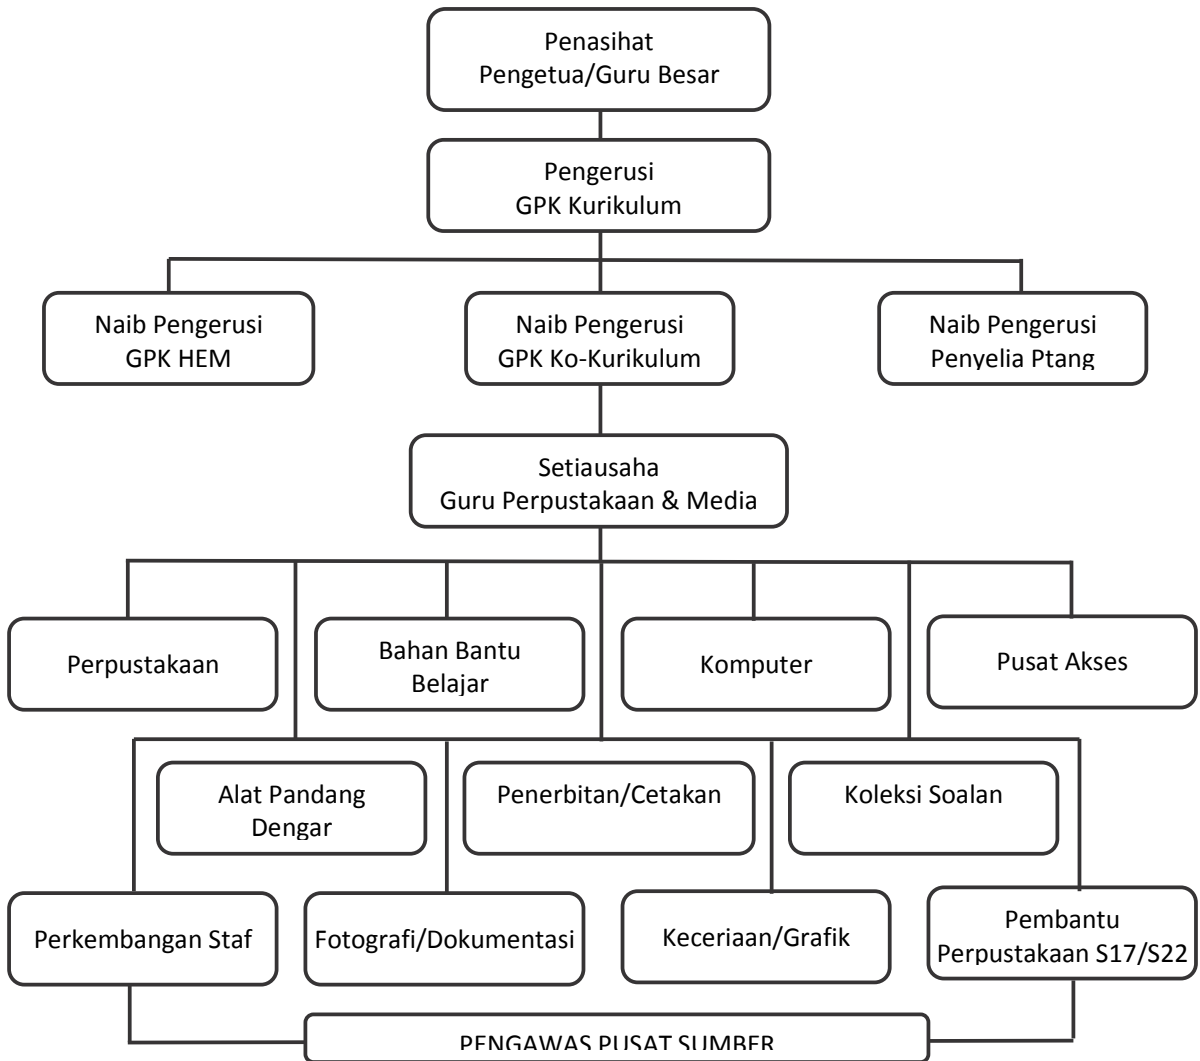 Penasihat
Pengetua/Guru Besar
Pengerusi
GPK Kurikulum
Naib Pengerusi
GPK HEM
Naib Pengerusi
GPK Ko-Kurikulum
Naib Pengerusi
Penyelia Ptang
Setiausaha
Guru Perpustakaan & Media
Perpustakaan
Bahan Bantu
Belajar
Komputer
Pusat Akses
Alat Pandang
Dengar
Penerbitan/Cetakan
Koleksi Soalan
Perkembangan Staf
Fotografi/Dokumentasi
Keceriaan/Grafik
Pembantu
Perpustakaan S17/S22
PENGAWAS PUSAT SUMBER